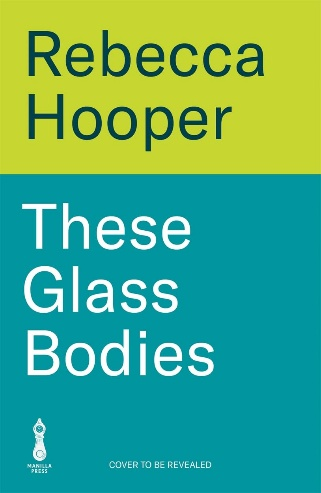 Rebecca
Hooper
These
Glass
Bodies
MANILLA
PRESS
COVER TO BE REVEALED